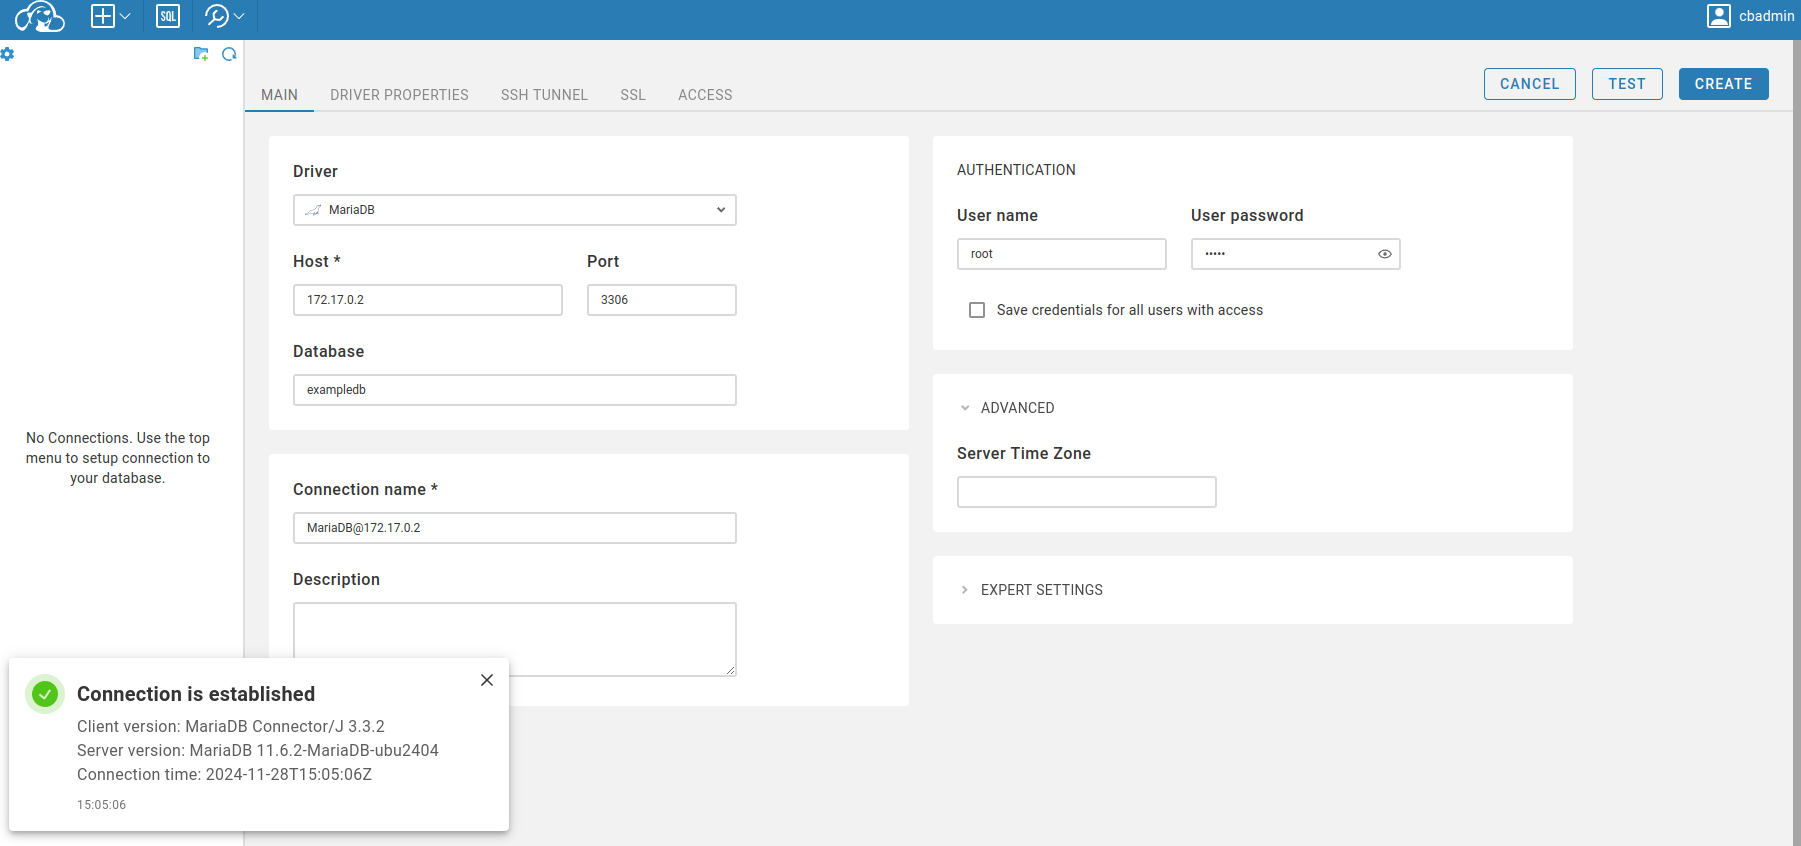 SQL
cbadmin
MAIN
DRIVER PROPERTIES
SSH TUNNEL
SSL
ACCESS
CANCEL
TEST
CREATE
No Connections. Use the top
menu to setup connection to
your database.
Driver
MariaDB
Host *
Port
172.17.0.2
3306
Database
exampledb
Connection name *
MariaDB@172.17.0.2
Description
AUTHENTICATION
User name
User password
root
•••••
Save credentials for all users with access
ADVANCED
Server Time Zone
EXPERT SETTINGS
Connection is established
Client version: MariaDB Connector/J 3.3.2
Server version: MariaDB 11.6.2-MariaDB-ubu2404
Connection time: 2024-11-28T15:05:06Z
15:05:06